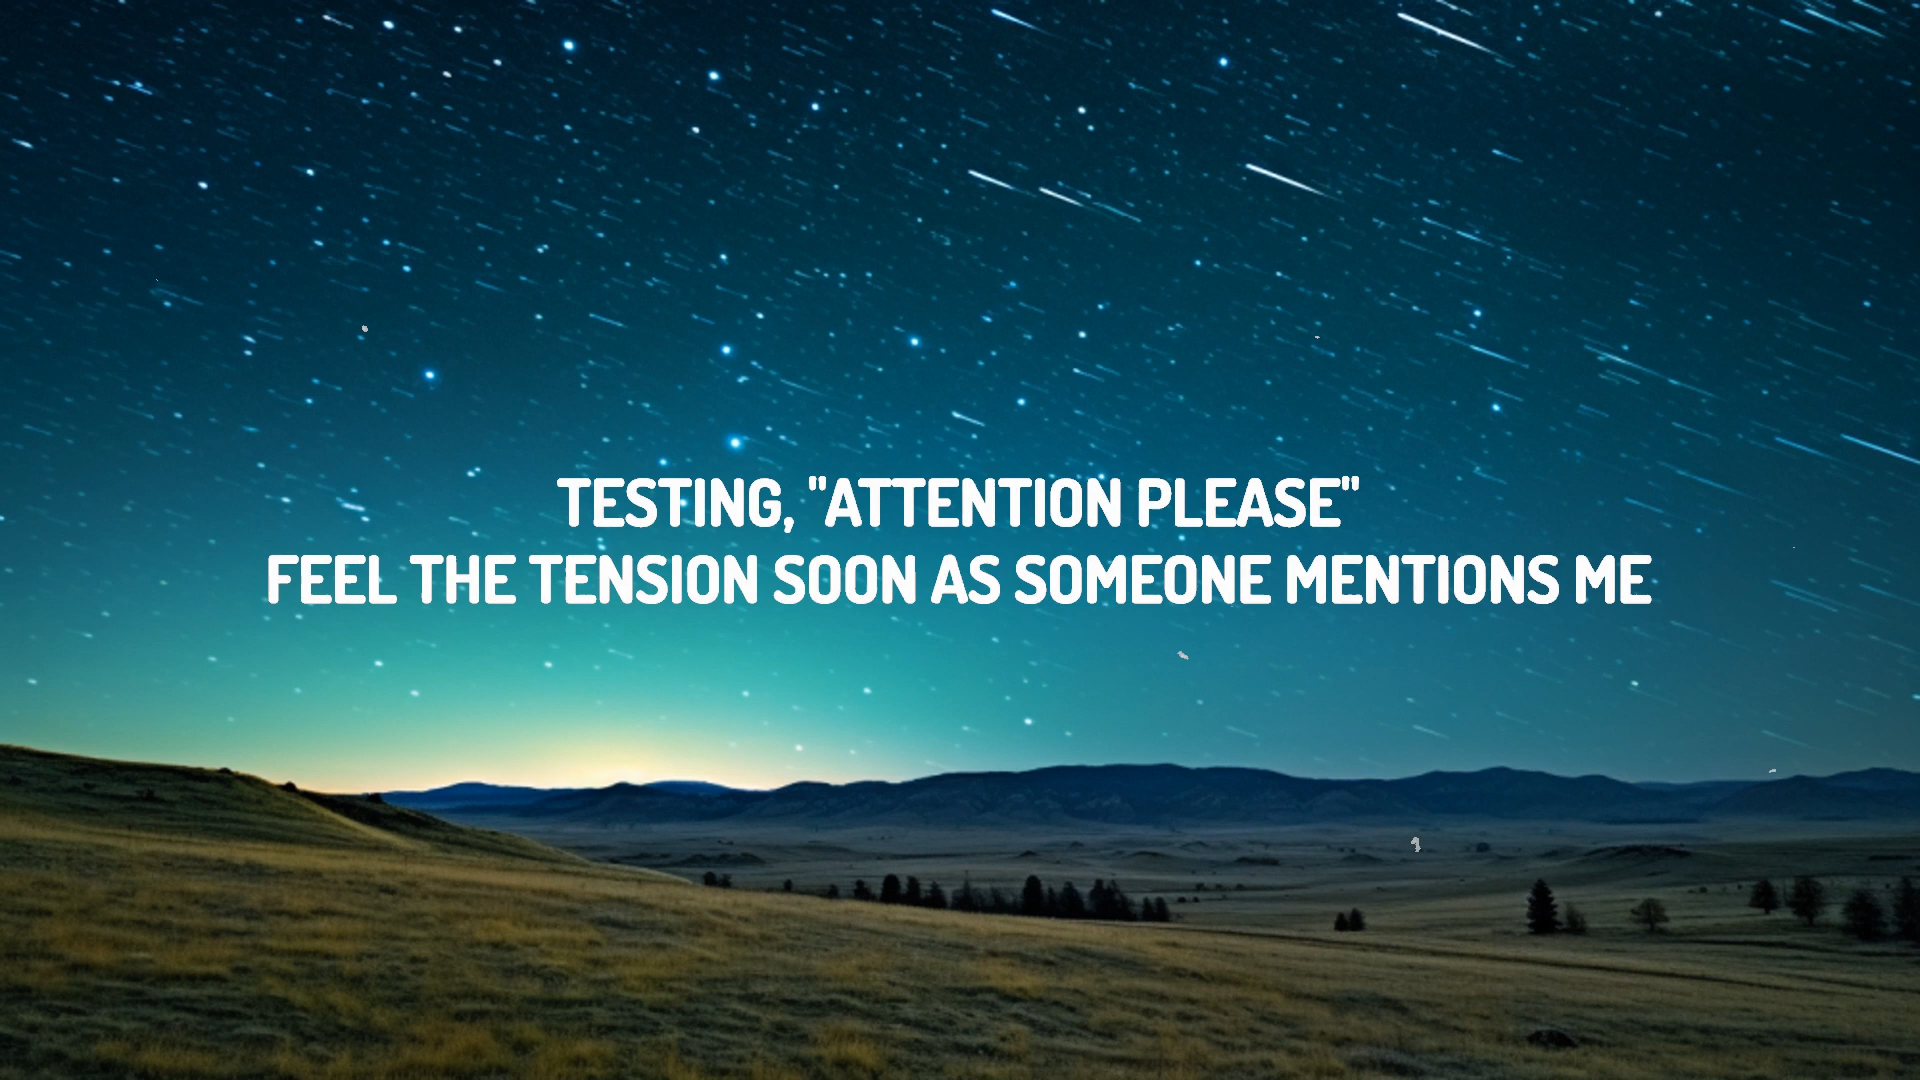 TESTING, "ATTENTION PLEASE"
FEEL THE TENSION SOON AS SOMEONE MENTIONS ME